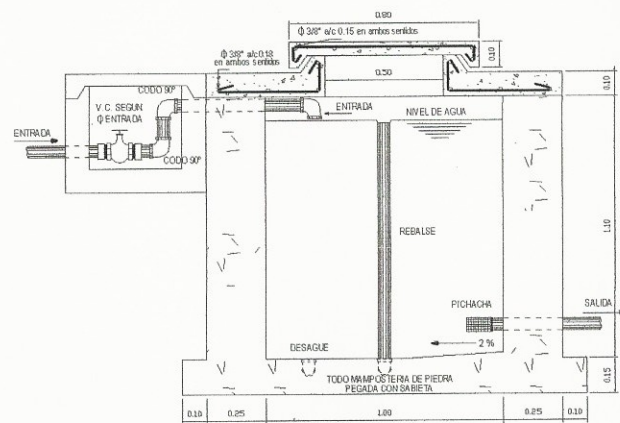 0.80
Φ 3/8" a/c 0.15 en ambos sentidos
0.10
Φ 3/8" a/c 0.18
en ambos sentidos
0.50
0.10
CODO 90°
V.C. SEGUN
Φ ENTRADA
ENTRADA
NIVEL DE AGUA
ENTRADA
CODO 90°
REBALSE
1.10
PICHACHA
SALIDA
DESAGUE
2 %
TODO MAMPOSTERIA DE PIEDRA
PEGADA CON SABIETA
0.15
0.10
0.25
1.00
0.25
0.10